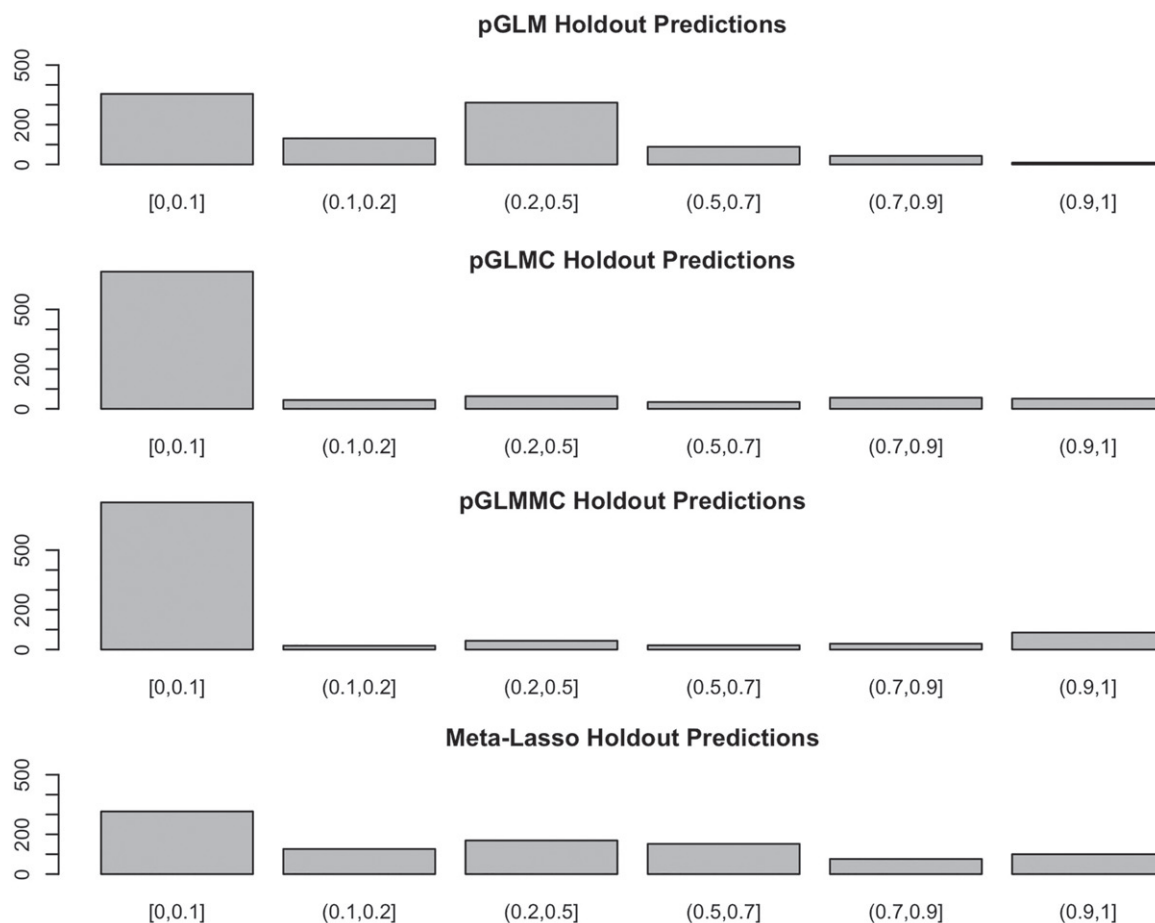 pGLM Holdout Predictions
500
200
0
[0,0.1] (0.1,0.2] (0.2,0.5] (0.5,0.7] (0.7,0.9] (0.9,1]
pGLMC Holdout Predictions
500
200
0
[0,0.1] (0.1,0.2] (0.2,0.5] (0.5,0.7] (0.7,0.9] (0.9,1]
pGLMMC Holdout Predictions
500
200
0
[0,0.1] (0.1,0.2] (0.2,0.5] (0.5,0.7] (0.7,0.9] (0.9,1]
Meta-Lasso Holdout Predictions
500
200
0
[0,0.1] (0.1,0.2] (0.2,0.5] (0.5,0.7] (0.7,0.9] (0.9,1]